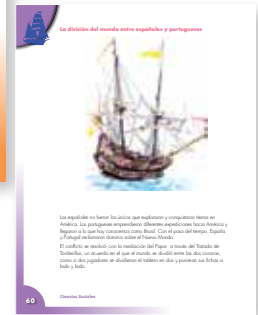 La división del mundo entre españoles y portugueses
Los españoles no fueron los únicos que exploraron y conquistaron tierras en
América. Los portugueses emprendieron diferentes expediciones hacia América y
llegaron a lo que hoy conocemos como Brasil. Con el paso del tiempo, España
y Portugal reclamaron dominio sobre el Nuevo Mundo.
El conflicto se resolvió con la mediación del Papa a través del Tratado de
Tordesillas, un acuerdo en el que el mundo se dividió entre las dos coronas,
como si dos jugadores se dividieran el tablero en dos y pusieran sus fichas a
lado y lado.
60
Ciencias Sociales